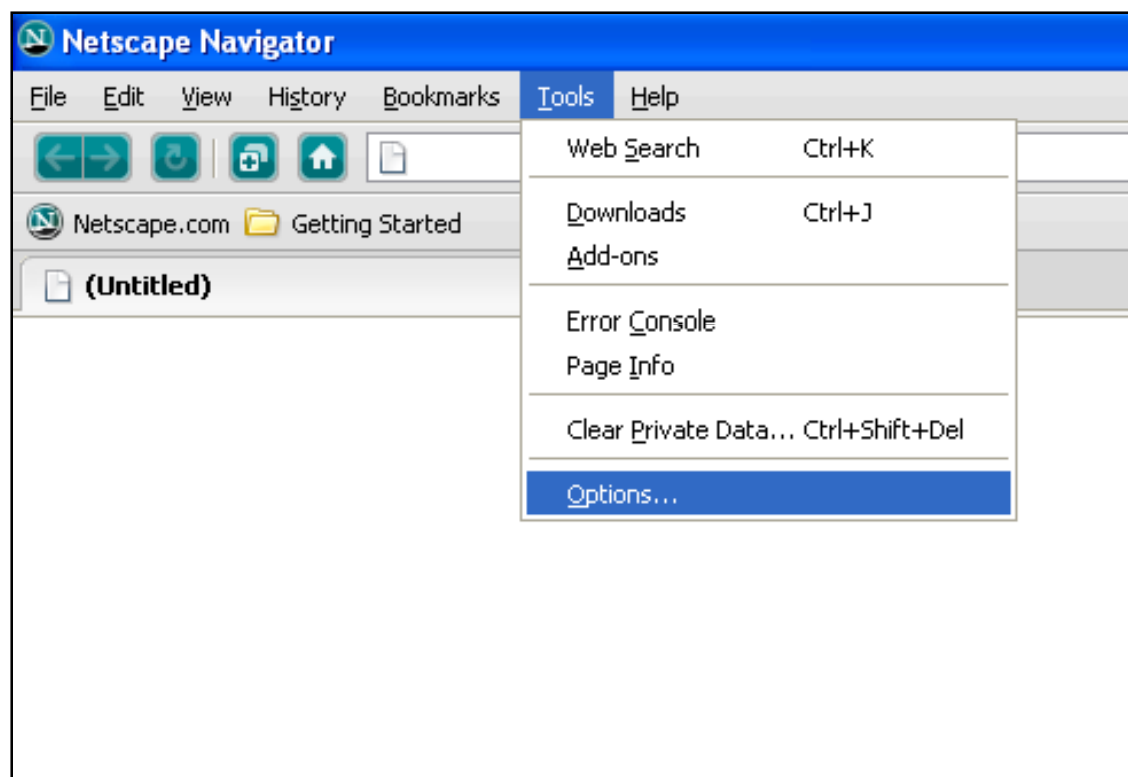 Netscape Navigator
File Edit View History Bookmarks Tools Help
Web Search Ctrl+K
Netscape.com Getting Started
Downloads Ctrl+J
Add-ons
(Untitled)
Error Console
Page Info
Clear Private Data... Ctrl+Shift+Del
Options...